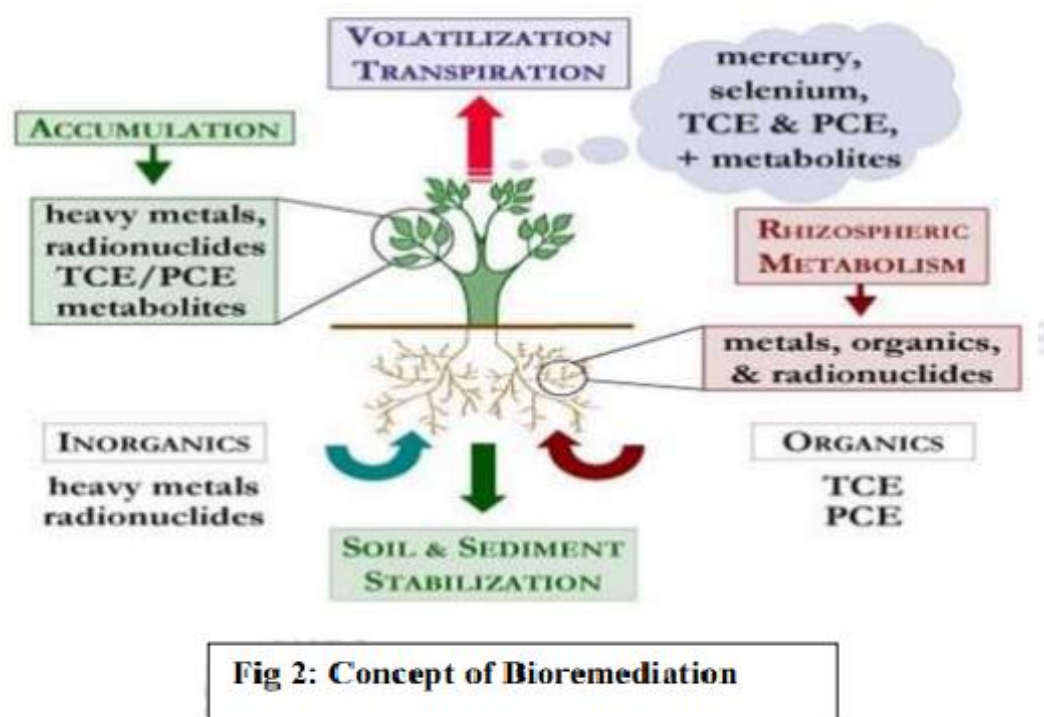 VOLATILIZATION
TRANSPIRATION
mercury,
selenium,
TCE & PCE,
+ metabolites
ACCUMULATION
heavy metals,
radionuclides
TCE/PCE
metabolites
RHIZOSPHERIC
METABOLISM
metals, organics,
& radionuclides
INORGANICS
heavy metals
radionuclides
ORGANICS
TCE
PCE
SOIL & SEDIMENT
STABILIZATION
Fig 2: Concept of Bioremediation